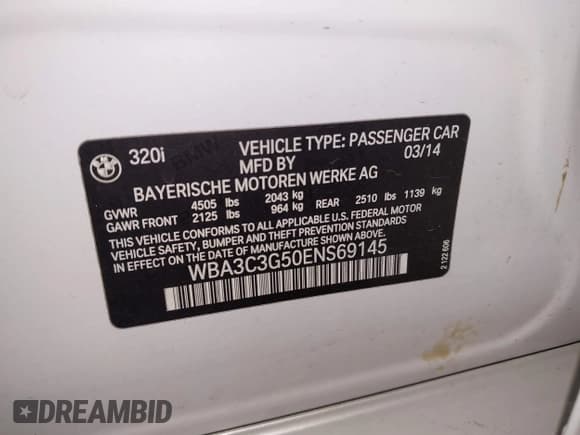 BMW
320i
VEHICLE TYPE: PASSENGER CAR
MFD BY 03/14
BAYERISCHE MOTOREN WERKE AG
GVWR 4505 lbs 2043 kg
GAWR FRONT 2125 lbs 964 kg REAR 2510 lbs 1139 kg
THIS VEHICLE CONFORMS TO ALL APPLICABLE U.S. FEDERAL MOTOR
VEHICLE SAFETY, BUMPER AND THEFT PREVENTION STANDARDS
IN EFFECT ON THE DATE OF MANUFACTURE SHOWN ABOVE.
WBA3C3G50ENS69145
2 122 606
DREAMBID